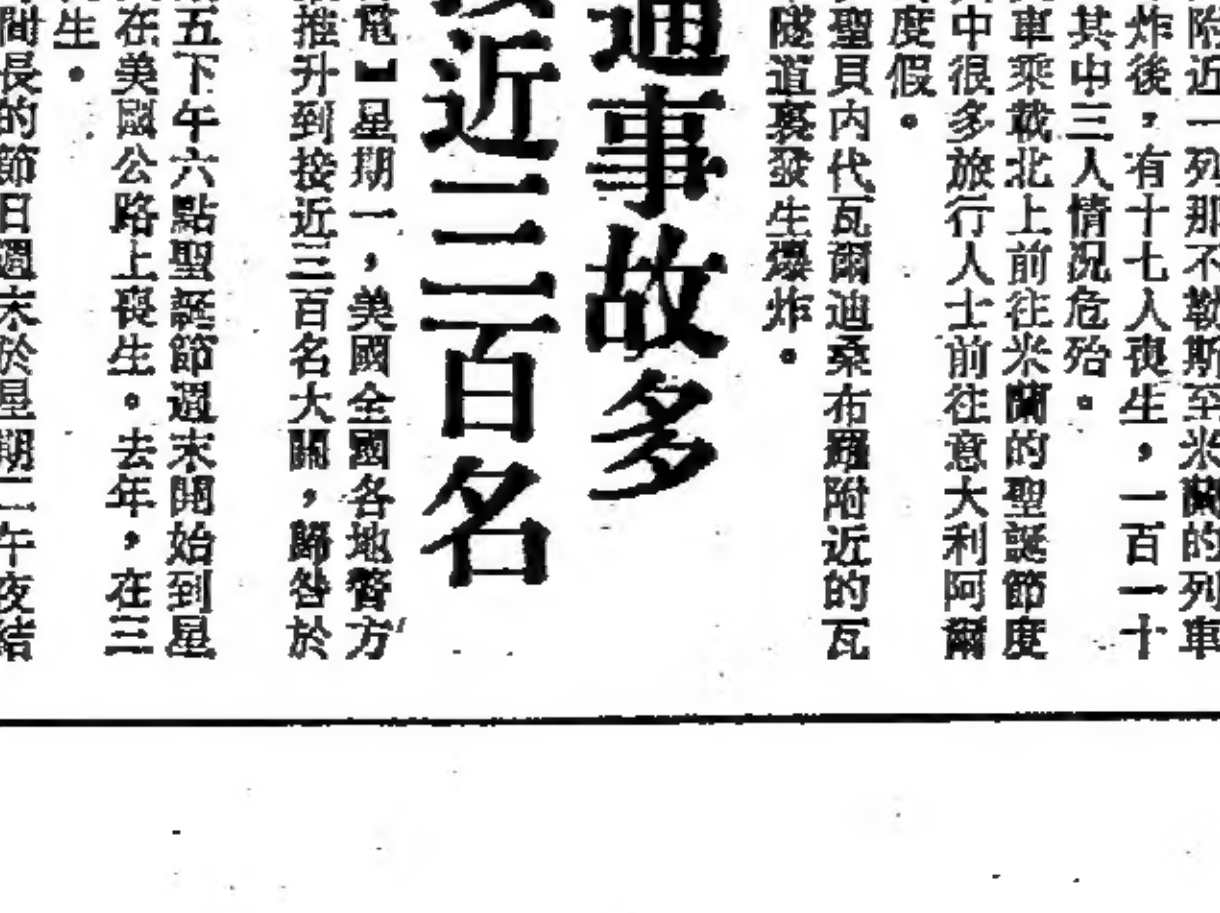 附近一列那不勒斯至米蘭的列車
炸後，有十七人喪生，一百一十
其中三人情況危殆。
車乘載北上前往米蘭的聖誕節度
中很多旅行人士前往意大利阿爾
度假。
聖貝內代瓦爾迪桑布羅附近的瓦
隧道裏發生爆炸。
通事故多
接近三百名
電】星期一，美國全國各地警方
推升到接近三百名大關，歸咎於
五下午六點聖誕節週末開始到星
在美國公路上喪生。去年，在三
生。
間長的節日週末於星期二午夜結